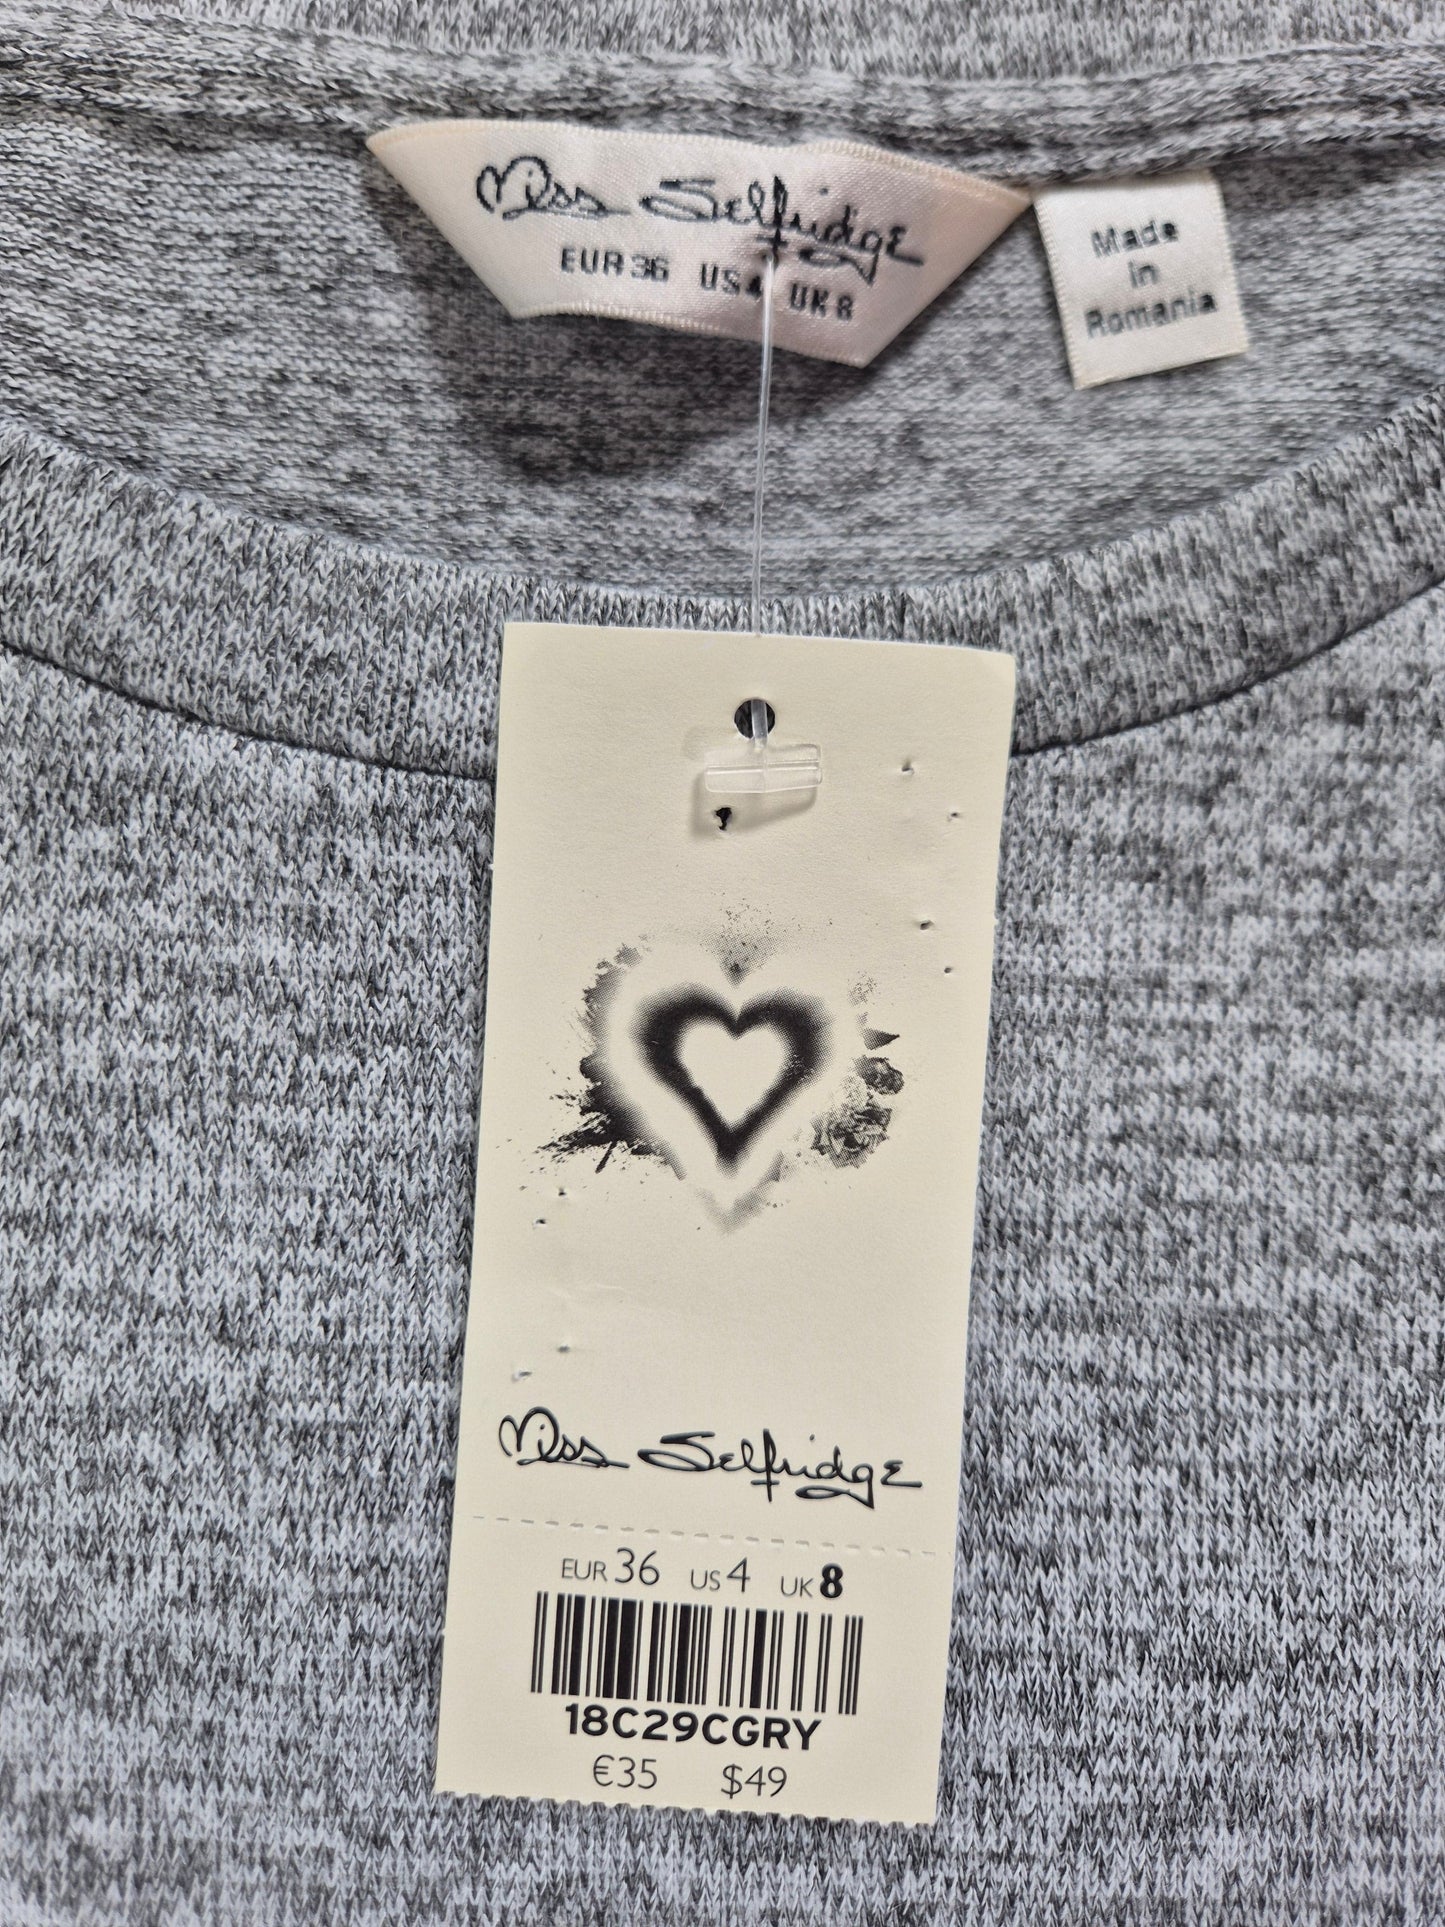 Miss Selfridge
EUR 36 US 4 UK 8
Made
in
Romania
Miss Selfridge
EUR 36 US 4 UK 8
18C29CGRY
€35 $49